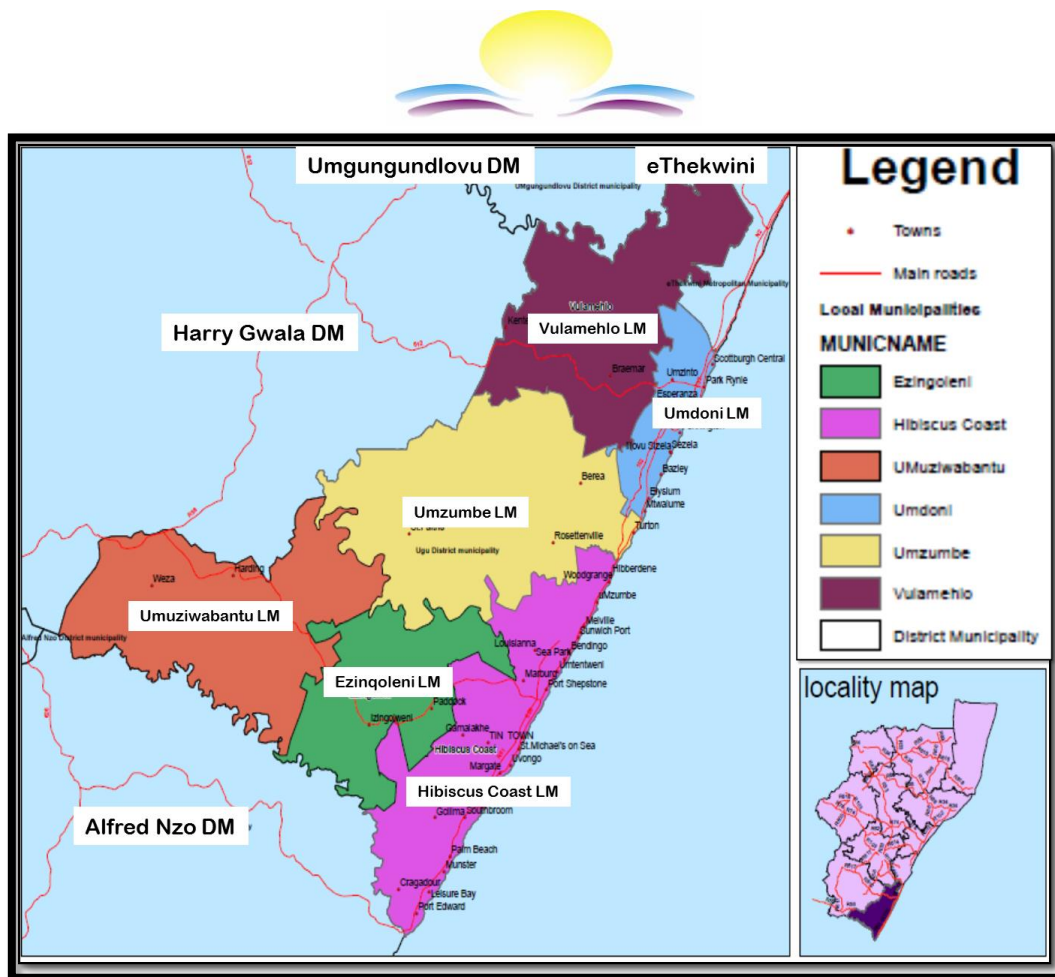 Umgungundlovu DM
eThekwini
UMgungundlovu District municipality
eThekwini Metropolitan Municipality
Harry Gwala DM
Vulamehlo
Vulamehlo LM
Scottburgh Central
Braemar
Umzinto
Park Rynie
Esperanza
Umdoni LM
Sezela
Bazley
Berea
Elysium
Mtwalume
Umzumbe LM
Turton
Rosettenville
Ugu District municipality
Hibberdene
Woodgrange
uMzumbe
Harding
Weza
Umuziwabantu LM
Melville
Alfred Nzo District municipality
Louisianna
Sea Park
Bendingo
Umtentweni
Ezinqoleni LM
Marburg
Port Shepstone
Paddock
Izingolweni
Gamalakhe
TIN TOWN
Hibiscus Coast
St.Michael's on Sea
Uvongo
Margate
Hibiscus Coast LM
Southbroom
Alfred Nzo DM
Palm Beach
Munster
Cragadour
Leisure Bay
Port Edward
Legend
Towns
Main roads
Local Municipalities
MUNICNAME
Ezingoleni
Hibiscus Coast
UMuziwabantu
Umdoni
Umzumbe
Vulamehlo
District Municipality
locality map